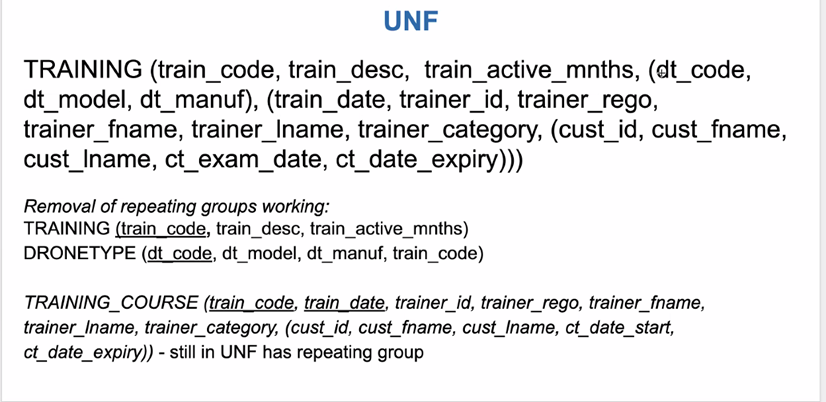 UNF
TRAINING (train_code, train_desc, train_active_mnths, (dt_code,
dt_model, dt_manuf), (train_date, trainer_id, trainer_rego,
trainer_fname, trainer_lname, trainer_category, (cust_id, cust_fname,
cust_lname, ct_exam_date, ct_date_expiry)))
Removal of repeating groups working:
TRAINING (train_code, train_desc, train_active_mnths)
DRONETYPE (dt_code, dt_model, dt_manuf, train_code)
TRAINING_COURSE (train_code, train_date, trainer_id, trainer_rego, trainer_fname,
trainer_lname, trainer_category, (cust_id, cust_fname, cust_lname, ct_date_start,
ct_date_expiry)) - still in UNF has repeating group